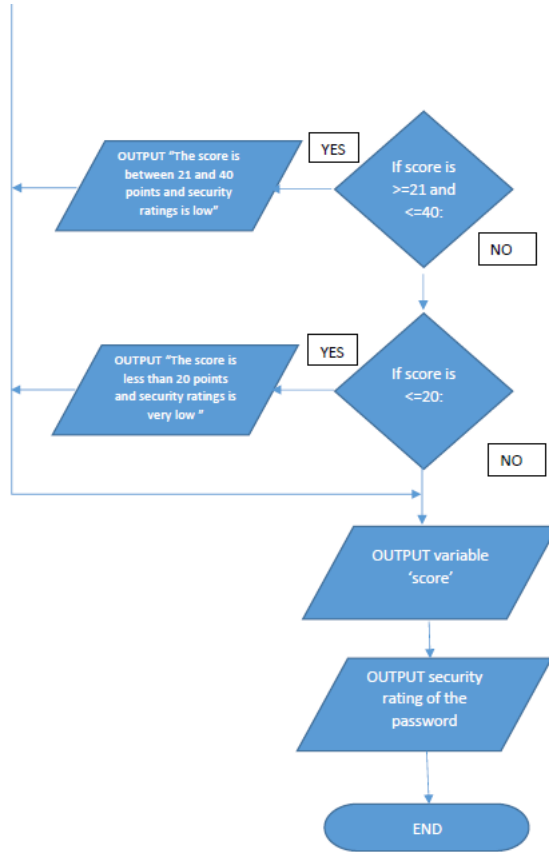 OUTPUT "The score is
between 21 and 40
points and security
ratings is low"
YES
If score is
>=21 and
<=40:
NO
OUTPUT "The score is
less than 20 points
and security ratings is
very low "
YES
If score is
<=20:
NO
OUTPUT variable
‘score’
OUTPUT security
rating of the
password
END